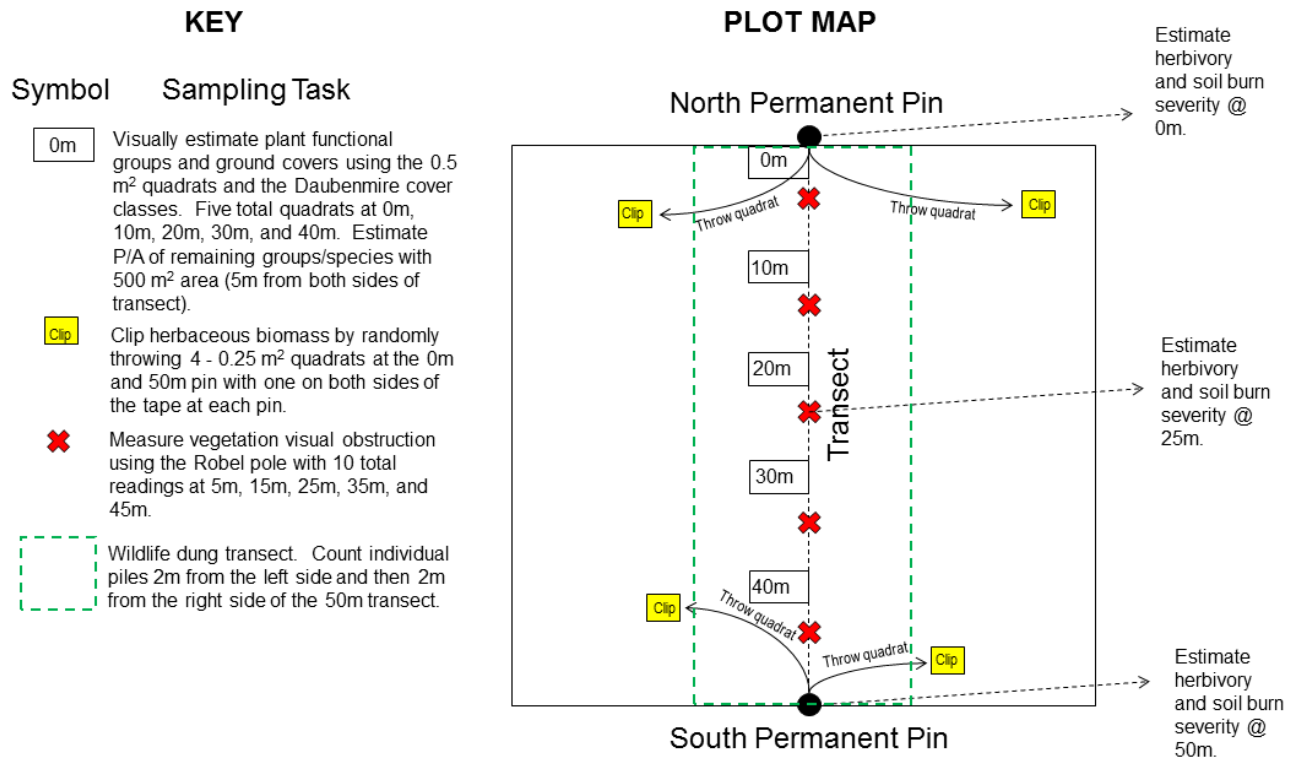 KEY
Symbol Sampling Task
0m
Visually estimate plant functional
groups and ground covers using the 0.5
m² quadrats and the Daubenmire cover
classes. Five total quadrats at 0m,
10m, 20m, 30m, and 40m. Estimate
P/A of remaining groups/species with
500 m² area (5m from both sides of
transect).
Clip
Clip herbaceous biomass by randomly
throwing 4 - 0.25 m² quadrats at the 0m
and 50m pin with one on both sides of
the tape at each pin.
Measure vegetation visual obstruction
using the Robel pole with 10 total
readings at 5m, 15m, 25m, 35m, and
45m.
Wildlife dung transect. Count individual
piles 2m from the left side and then 2m
from the right side of the 50m transect.
PLOT MAP
North Permanent Pin
0m
Clip
Throw quadrat
Throw quadrat
Clip
10m
20m
Transect
30m
40m
Clip
Throw quadrat
Throw quadrat
Clip
South Permanent Pin
Estimate
herbivory
and soil burn
severity @
0m.
Estimate
herbivory
and soil burn
severity @
25m.
Estimate
herbivory
and soil burn
severity @
50m.